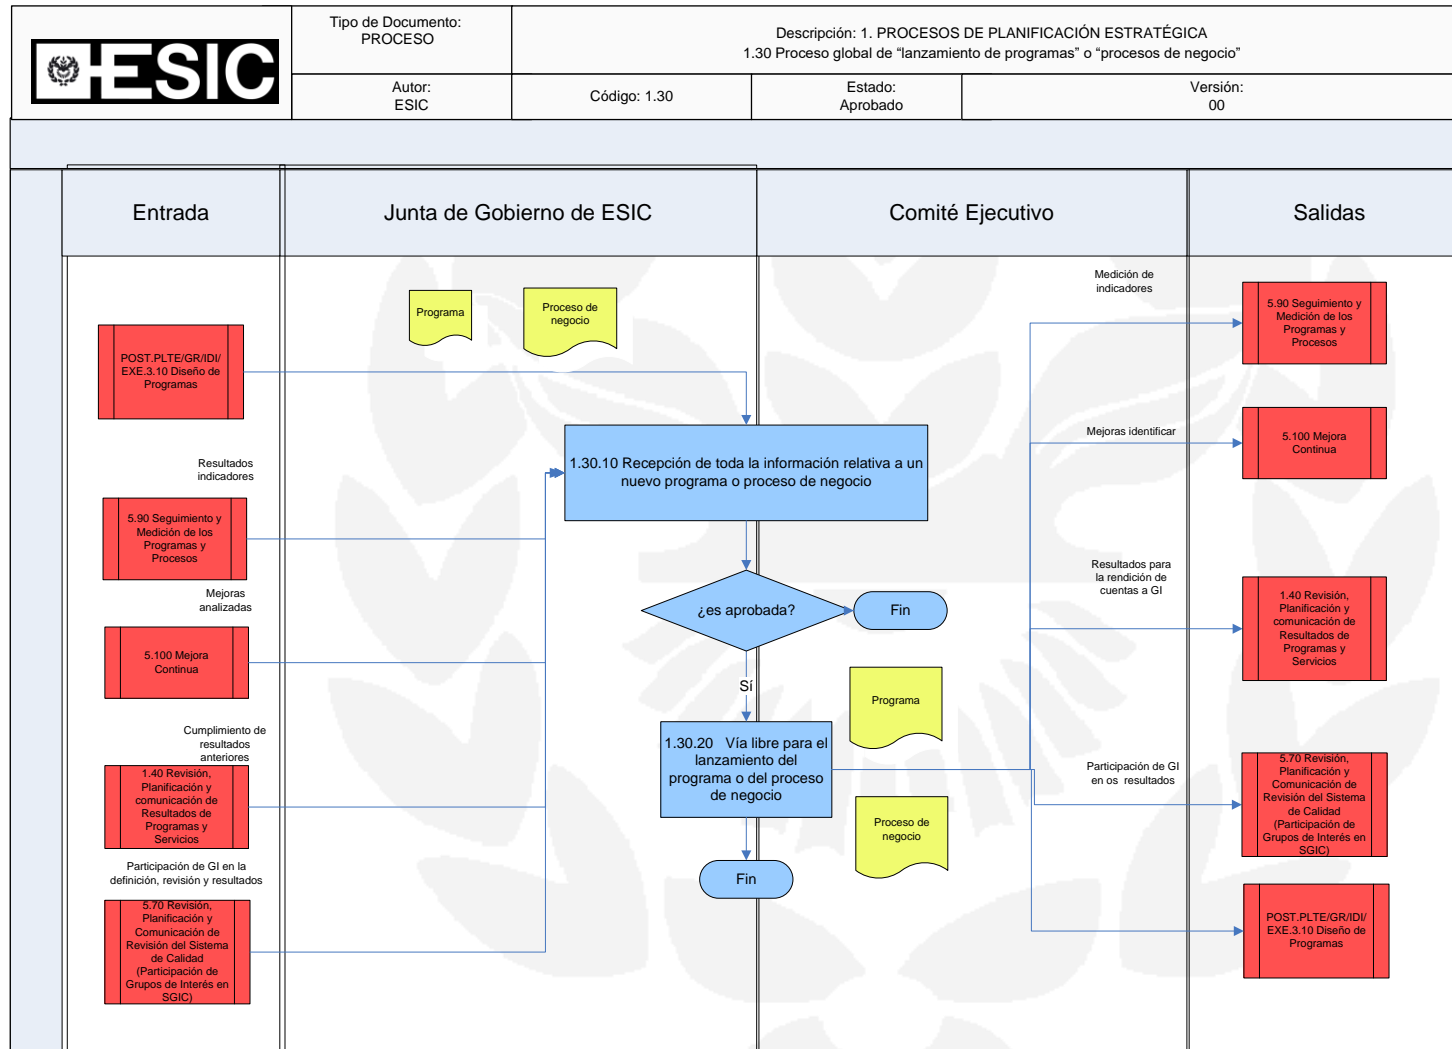 ESIC
Tipo de Documento:
PROCESO
Descripción: 1. PROCESOS DE PLANIFICACIÓN ESTRATÉGICA
1.30 Proceso global de “lanzamiento de programas” o “procesos de negocio”
Autor:
ESIC
Código: 1.30
Estado:
Aprobado
Versión:
00
Entrada
Junta de Gobierno de ESIC
Comité Ejecutivo
Salidas
POST.PLTE/GR/IDI/
EXE.3.10 Diseño de
Programas
Resultados
indicadores
5.90 Seguimiento y
Medición de los
Programas y
Procesos
Mejoras
analizadas
5.100 Mejora
Continua
Cumplimiento de
resultados
anteriores
1.40 Revisión,
Planificación y
comunicación de
Resultados de
Programas y
Servicios
Participación de GI en la
definición, revisión y resultados
5.70 Revisión,
Planificación y
Comunicación de
Revisión del Sistema
de Calidad
(Participación de
Grupos de Interés en
SGIC)
Programa
Proceso de
negocio
1.30.10 Recepción de toda la información relativa a un
nuevo programa o proceso de negocio
¿es aprobada?
Fin
Sí
1.30.20 Vía libre para el
lanzamiento del
programa o del proceso
de negocio
Fin
Programa
Proceso de
negocio
Medición de
indicadores
5.90 Seguimiento y
Medición de los
Programas y
Procesos
Mejoras identificar
5.100 Mejora
Continua
Resultados para
la rendición de
cuentas a GI
1.40 Revisión,
Planificación y
comunicación de
Resultados de
Programas y
Servicios
Participación de GI
en os resultados
5.70 Revisión,
Planificación y
Comunicación de
Revisión del Sistema
de Calidad
(Participación de
Grupos de Interés en
SGIC)
POST.PLTE/GR/IDI/
EXE.3.10 Diseño de
Programas